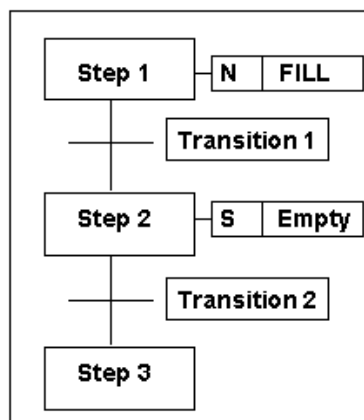 Step 1 N FILL
Transition 1
Step 2 S Empty
Transition 2
Step 3